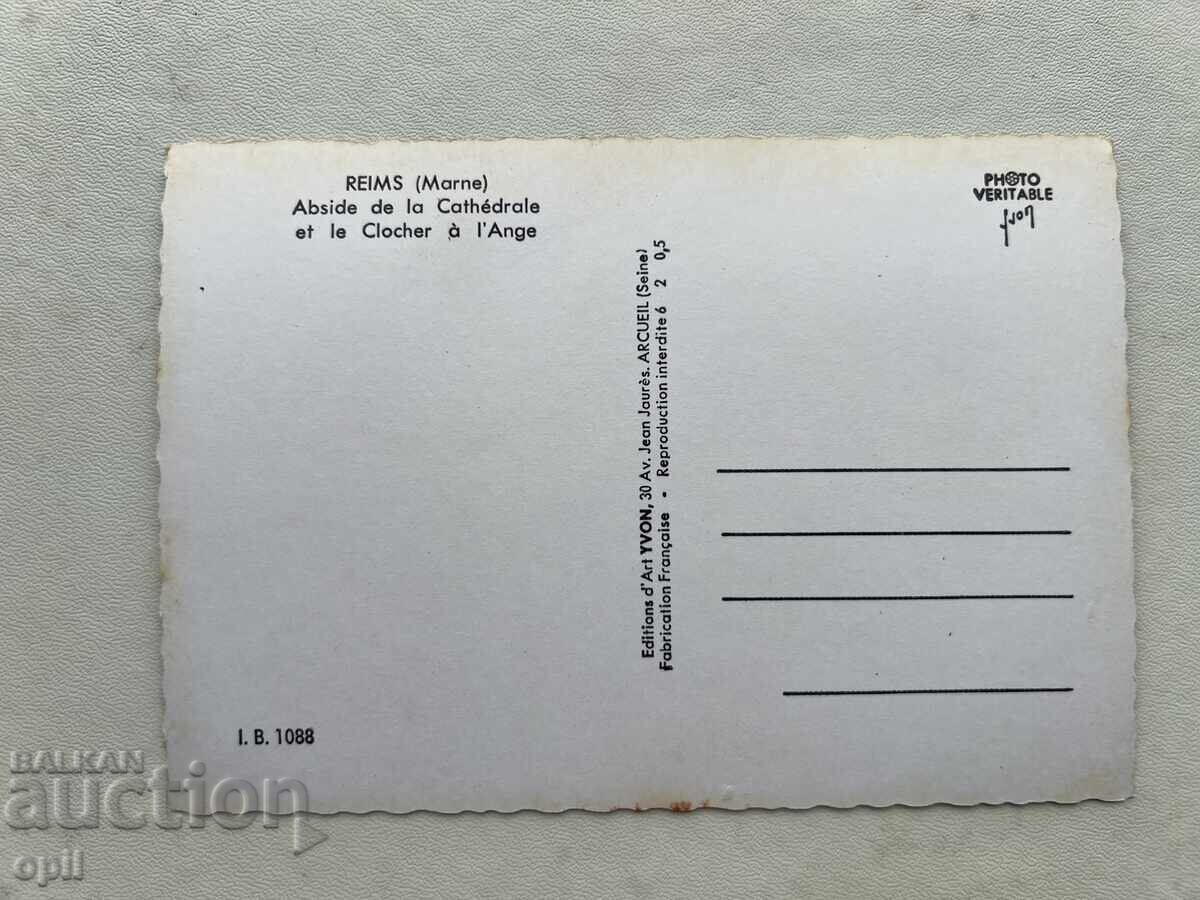 REIMS (Marne)
Abside de la Cathédrale
et le Clocher à l'Ange
PHOTO
VERITABLE
yvon
Editions d'Art YVON, 30 Av. Jean Jaurès. ARCUEIL (Seine)
Fabrication Française - Reproduction interdite 6 2 0,5
I. B. 1088
BALKAN
auction
opil